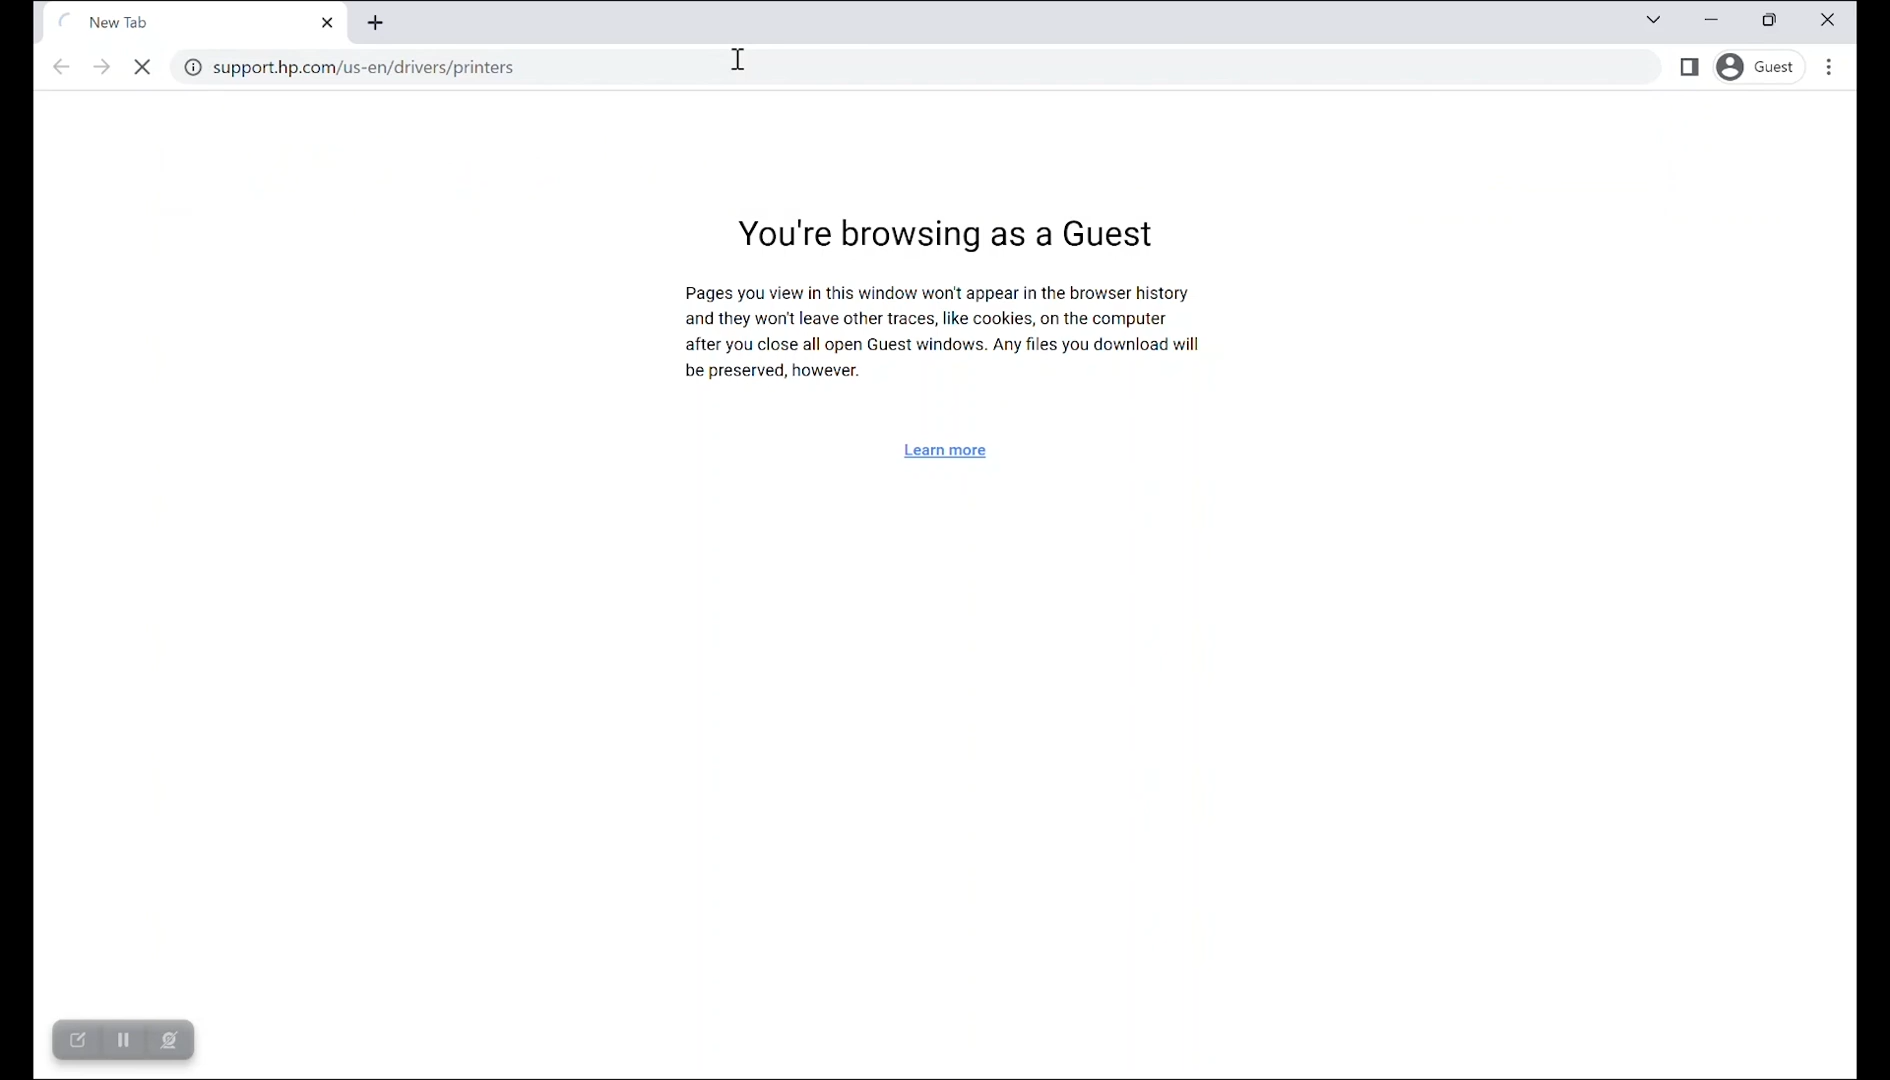 New Tab
support.hp.com/us-en/drivers/printers
Guest
You're browsing as a Guest
Pages you view in this window won't appear in the browser history
and they won't leave other traces, like cookies, on the computer
after you close all open Guest windows. Any files you download will
be preserved, however.
Learn more